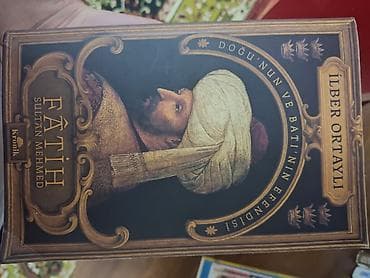 İLBER ORTAYLI
DOĞU'NUN VE BATI'NIN EFENDİSİ
FÂTİH
SULTAN MEHMED
Kronik